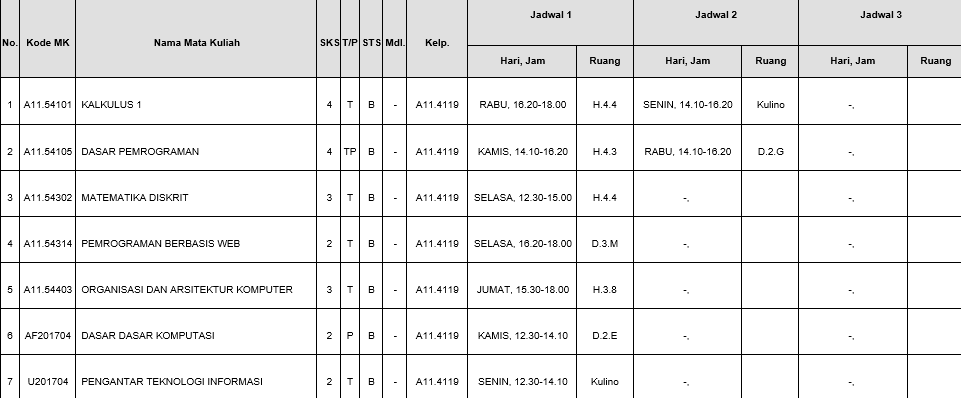 No. Kode MK Nama Mata Kuliah SKS T/P STS Mdl. Kelp. Jadwal 1 Jadwal 2 Jadwal 3
Hari, Jam Ruang Hari, Jam Ruang Hari, Jam Ruang
1 A11.54101 KALKULUS 1 4 T B - A11.4119 RABU, 16.20-18.00 H.4.4 SENIN, 14.10-16.20 Kulino -,
2 A11.54105 DASAR PEMROGRAMAN 4 TP B - A11.4119 KAMIS, 14.10-16.20 H.4.3 RABU, 14.10-16.20 D.2.G -,
3 A11.54302 MATEMATIKA DISKRIT 3 T B - A11.4119 SELASA, 12.30-15.00 H.4.4 -, -,
4 A11.54314 PEMROGRAMAN BERBASIS WEB 2 T B - A11.4119 SELASA, 16.20-18.00 D.3.M -, -,
5 A11.54403 ORGANISASI DAN ARSITEKTUR KOMPUTER 3 T B - A11.4119 JUMAT, 15.30-18.00 H.3.8 -, -,
6 AF201704 DASAR DASAR KOMPUTASI 2 P B - A11.4119 KAMIS, 12.30-14.10 D.2.E -, -,
7 U201704 PENGANTAR TEKNOLOGI INFORMASI 2 T B - A11.4119 SENIN, 12.30-14.10 Kulino -, -,